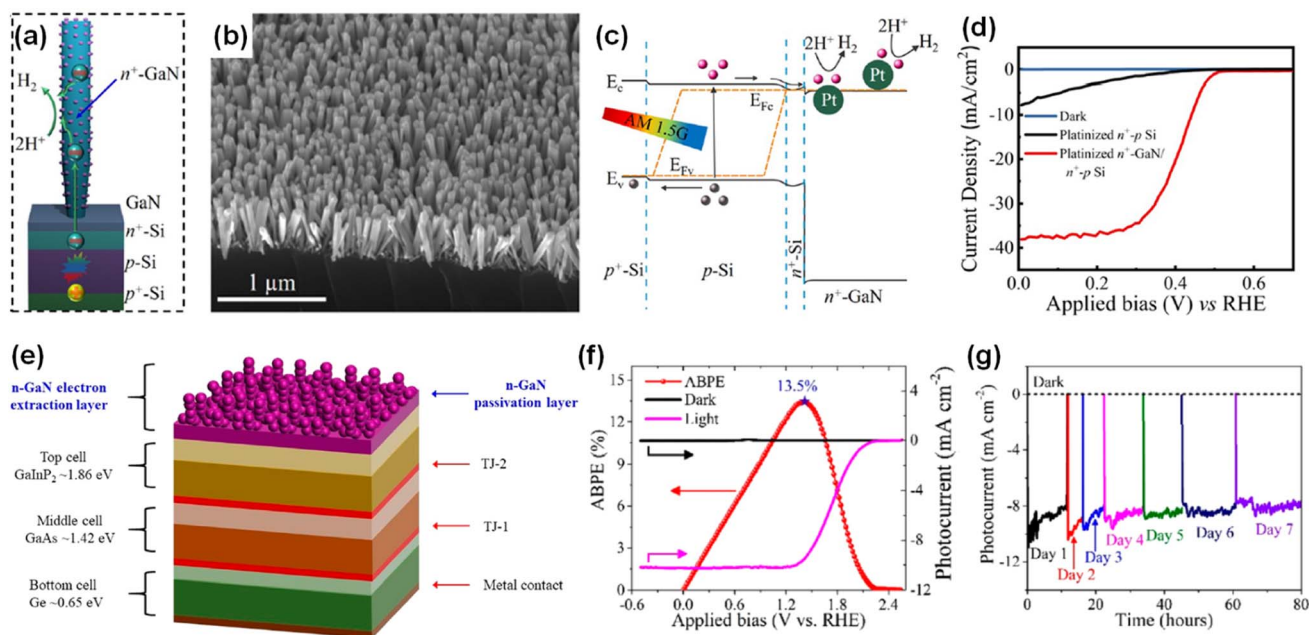 (a)
H2
n+-GaN
2H+
GaN
n+-Si
p-Si
p+-Si
(b)
1 µm
(c)
2H+ H2
2H+ H2
Pt
Pt
Ec
EFc
AM 1.5G
EFv
Ev
p+-Si
p-Si
n+-Si
n+-GaN
(d)
Current Density (mA/cm2)
0
-10
-20
-30
-40
Dark
Platinized n+-p Si
Platinized n+-GaN/
n+-p Si
0.0 0.2 0.4 0.6
Applied bias (V) vs RHE
(e)
n-GaN electron
extraction layer
n-GaN
passivation layer
Top cell
GaInP2 ~1.86 eV
TJ-2
Middle cell
GaAs ~1.42 eV
TJ-1
Bottom cell
Ge ~0.65 eV
Metal contact
(f)
ABPE (%)
15
12
9
6
3
0
ABPE
Dark
Light
13.5%
4
2
0
-2
-4
-6
-8
-10
-12
Photocurrent (mA cm-2)
-0.6 0.0 0.6 1.2 1.8 2.4
Applied bias (V vs. RHE)
(g)
Photocurrent (mA cm-2)
0
-4
-8
-12
Dark
Day 1
Day 2
Day 3
Day 4
Day 5
Day 6
Day 7
0 20 40 60 80
Time (hours)